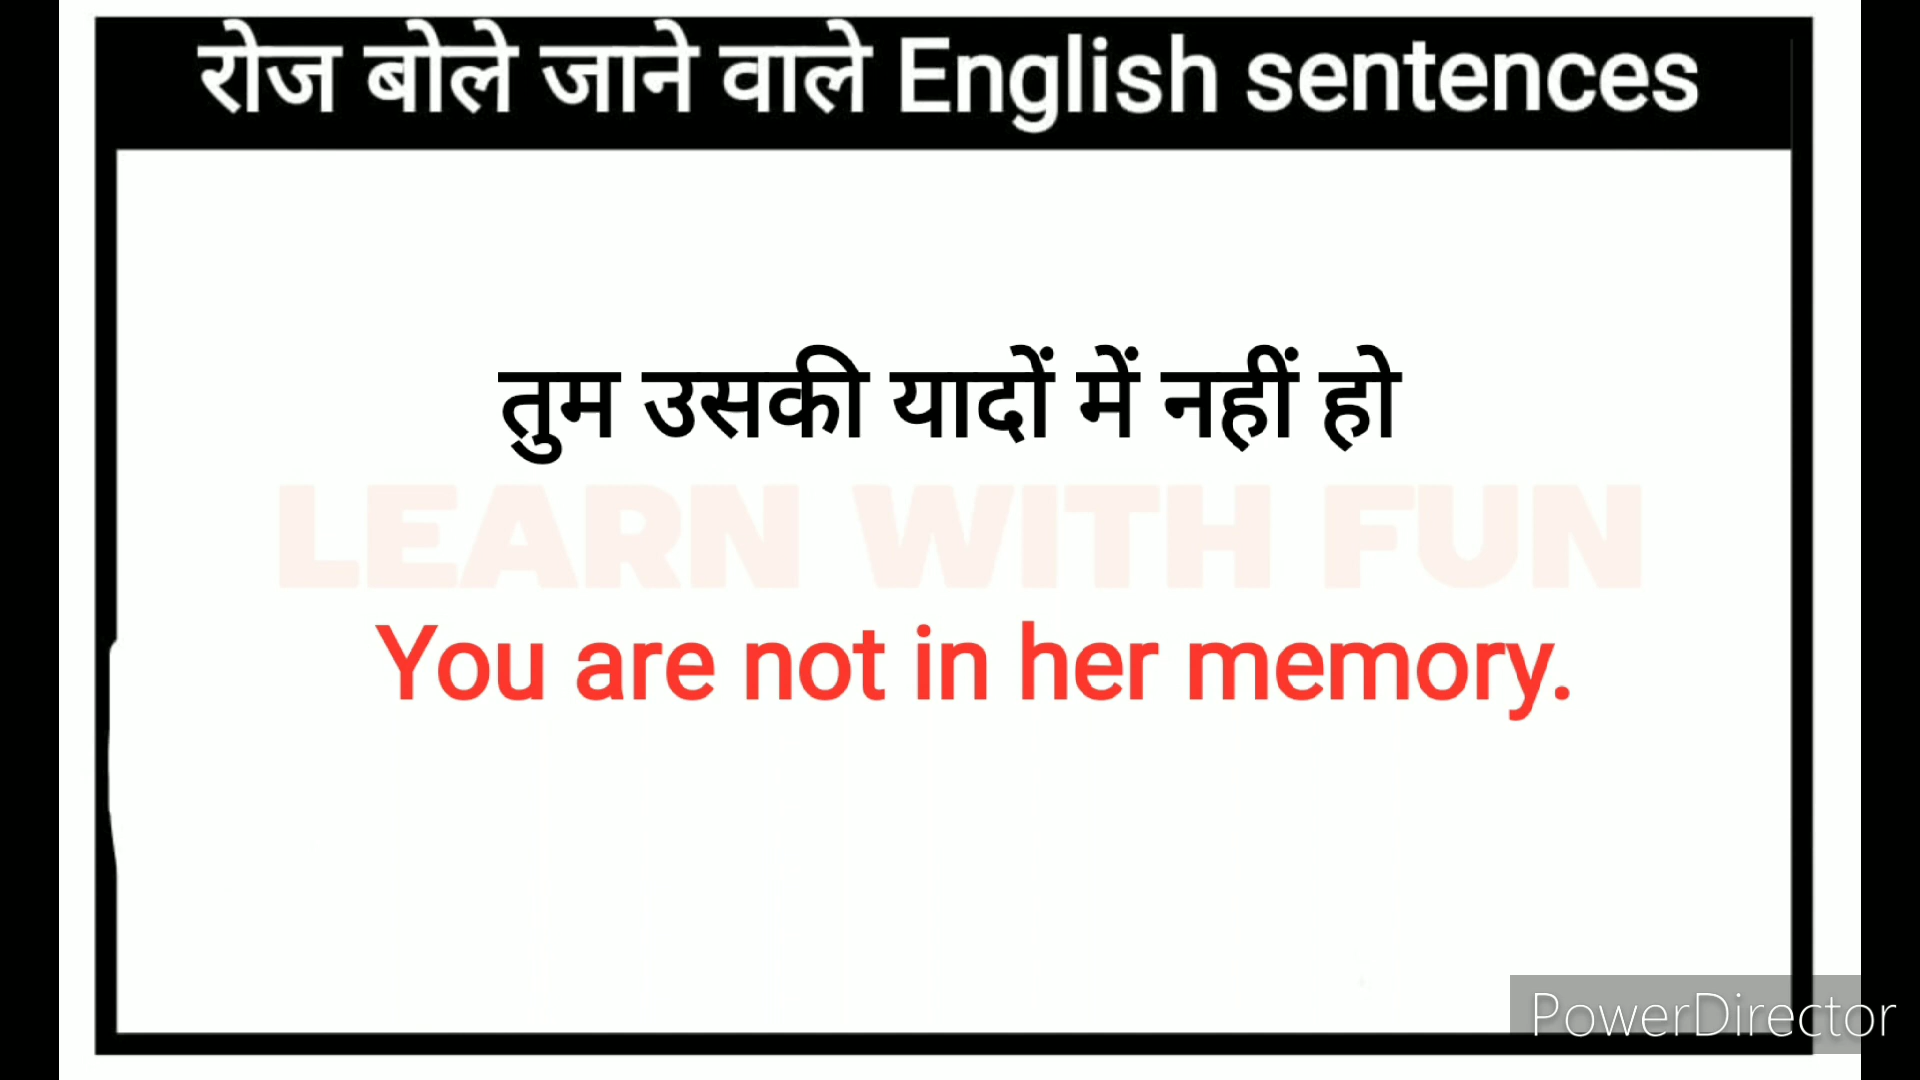 रोज बोले जाने वाले English sentences
तुम उसकी यादों में नहीं हो
LEARN WITH FUN
You are not in her memory.
PowerDirector